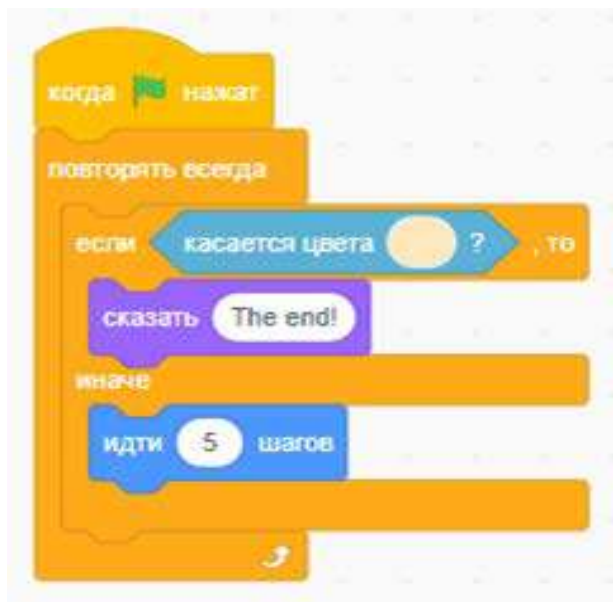 когда нажат
повторять всегда
если касается цвета ? , то
сказать The end!
иначе
идти 5 шагов